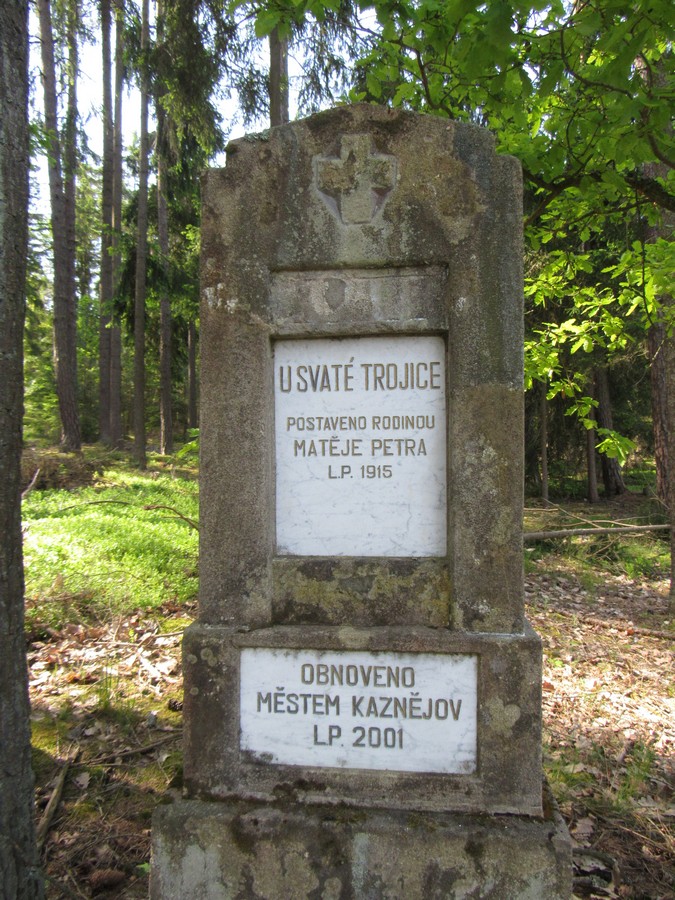 U SVATÉ TROJICE
POSTAVENO RODINOU
MATĚJE PETRA
L.P. 1915
OBNOVENO
MĚSTEM KAZNĚJOV
L.P. 2001